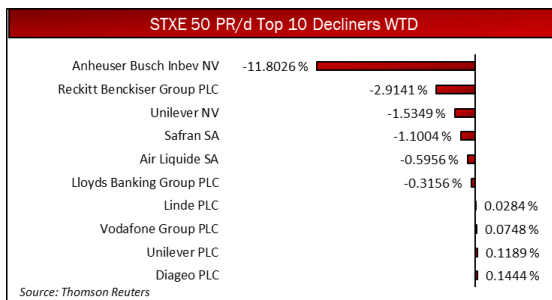 STXE 50 PR/d Top 10 Decliners WTD
Anheuser Busch Inbev NV -11.8026 %
Reckitt Benckiser Group PLC -2.9141 %
Unilever NV -1.5349 %
Safran SA -1.1004 %
Air Liquide SA -0.5956 %
Lloyds Banking Group PLC -0.3156 %
Linde PLC 0.0284 %
Vodafone Group PLC 0.0748 %
Unilever PLC 0.1189 %
Diageo PLC 0.1444 %
Source: Thomson Reuters